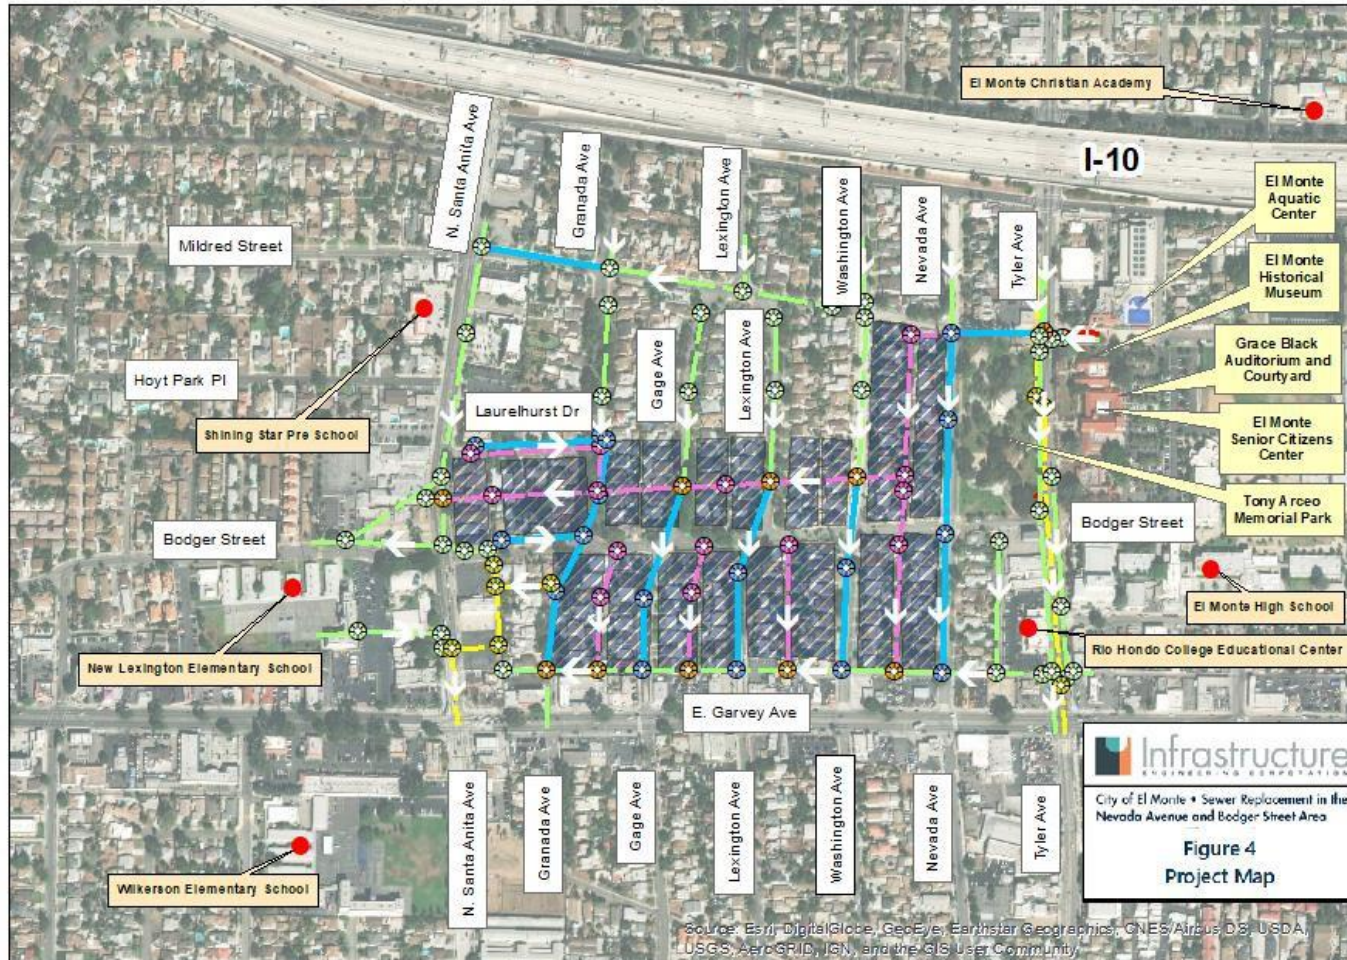 El Monte Christian Academy
I-10
N. Santa Anita Ave
Granada Ave
Lexington Ave
Washington Ave
Nevada Ave
Tyler Ave
El Monte
Aquatic
Center
Mildred Street
El Monte
Historical
Museum
Grace Black
Auditorium and
Courtyard
Hoyt Park Pl
Gage Ave
Lexington Ave
Laurelhurst Dr
Shining Star Pre School
El Monte
Senior Citizens
Center
Tony Arceo
Memorial Park
Bodger Street
Bodger Street
El Monte High School
New Lexington Elementary School
Rio Hondo College Educational Center
E. Garvey Ave
N. Santa Anita Ave
Granada Ave
Gage Ave
Lexington Ave
Washington Ave
Nevada Ave
Tyler Ave
Wilkerson Elementary School
Infrastructure
ENGINEERING CORPORATION
City of El Monte • Sewer Replacement in the
Nevada Avenue and Bodger Street Area
Figure 4
Project Map
Source: Esri, DigitalGlobe, GeoEye, Earthstar Geographics, CNES/Airbus DS, USDA,
USGS, AeroGRID, IGN, and the GIS User Community